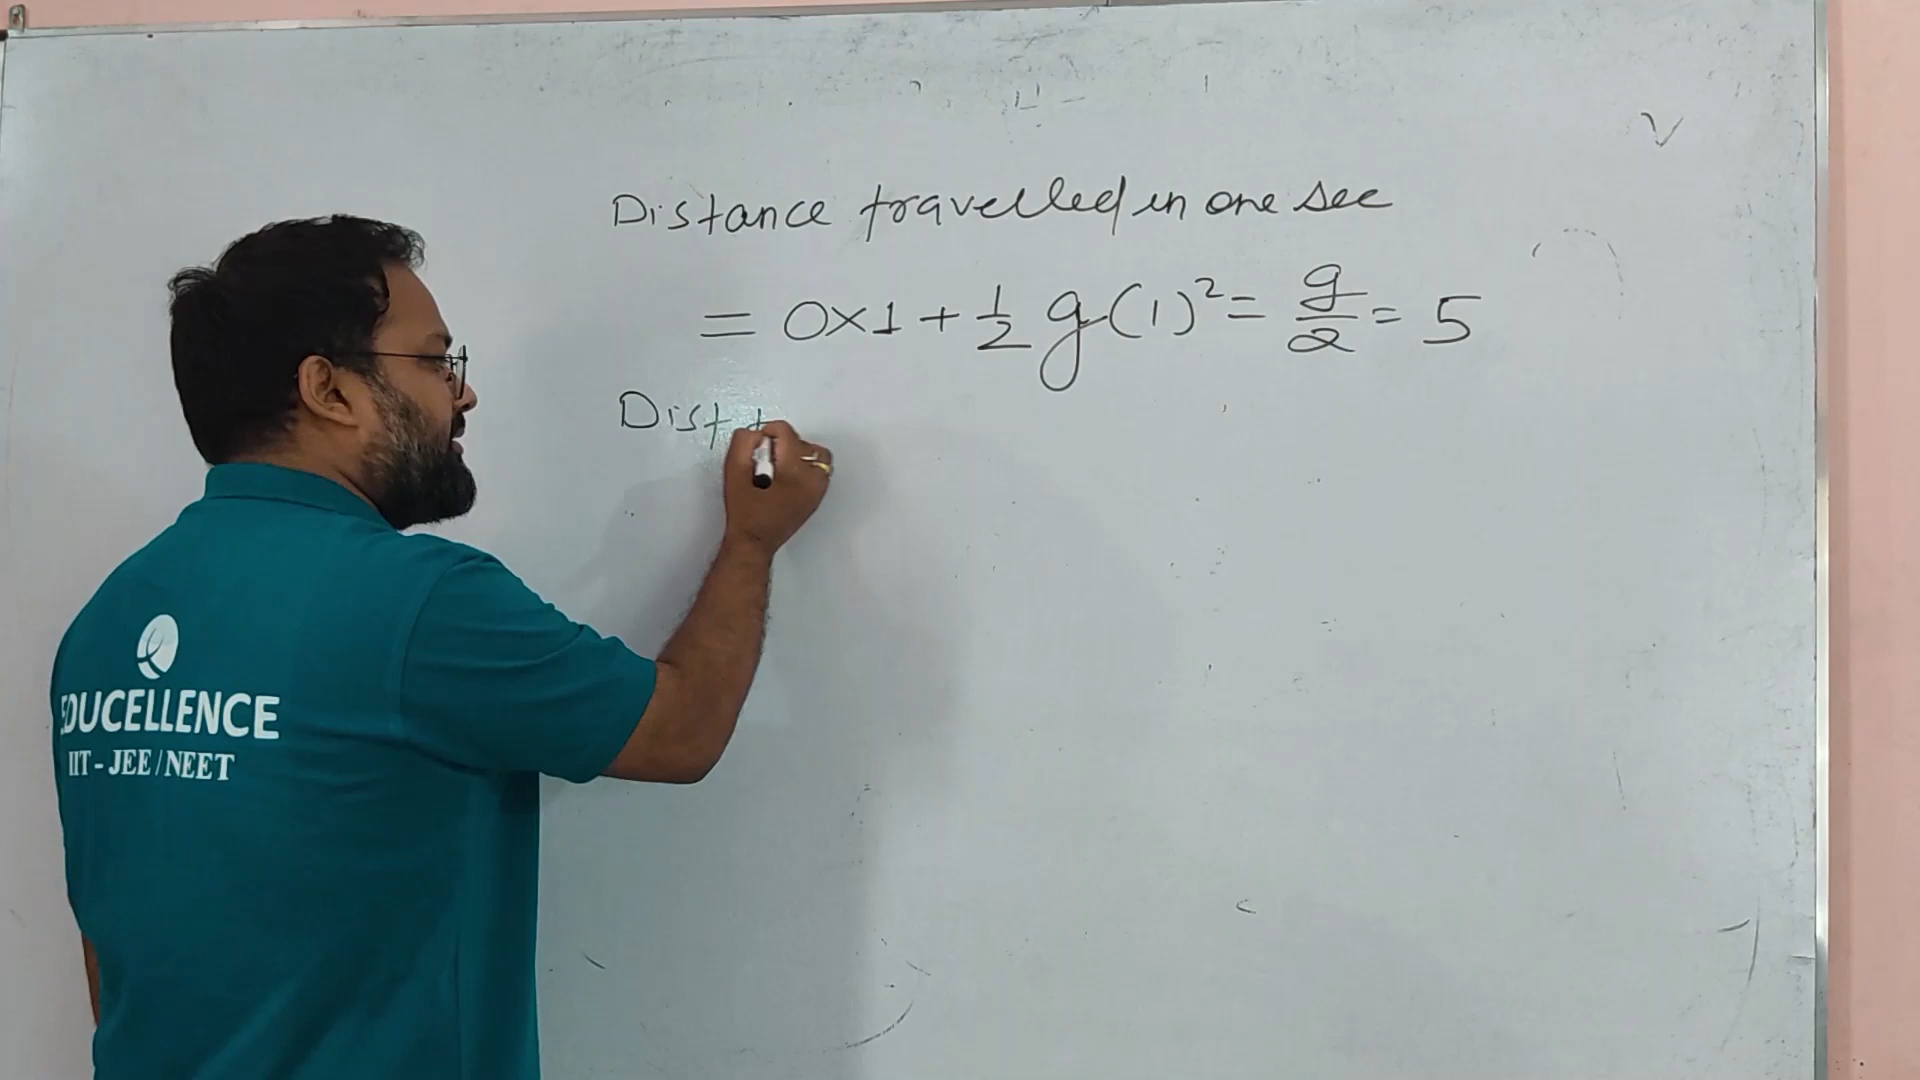 Distance travelled in one sec
= 0×1 + 1/2 g(1)² = g/2 = 5
Dist t
EDUCELLENCE
IIT - JEE / NEET